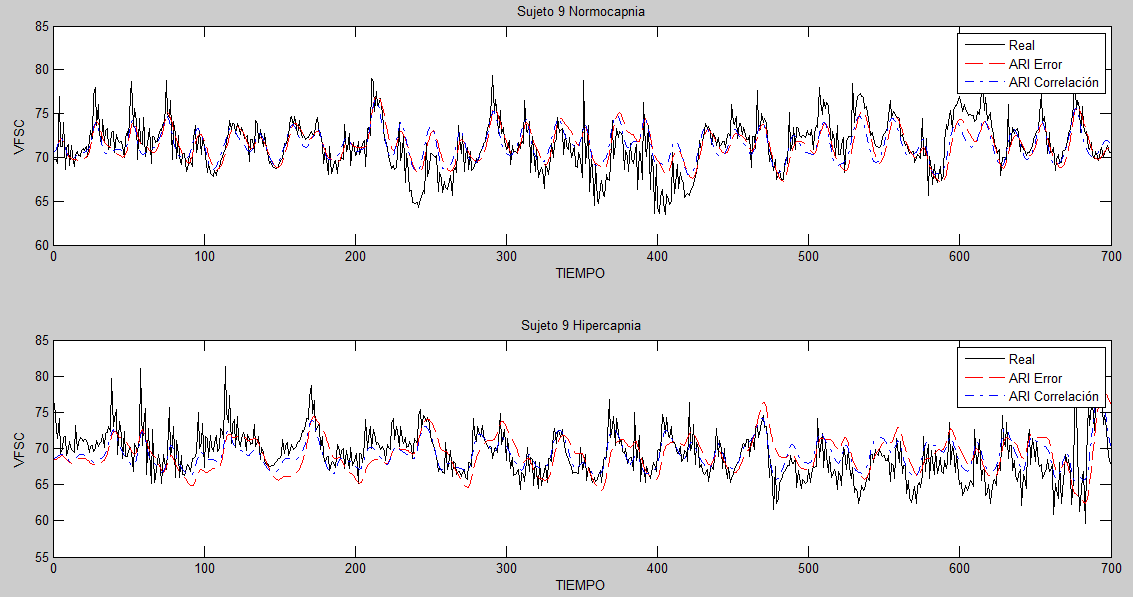 Sujeto 9 Normocapnia
85
80
75
70
65
60
VFSC
0 100 200 300 400 500 600 700
TIEMPO
Real
ARI Error
ARI Correlación
Sujeto 9 Hipercapnia
85
80
75
70
65
60
55
VFSC
0 100 200 300 400 500 600 700
TIEMPO
Real
ARI Error
ARI Correlación